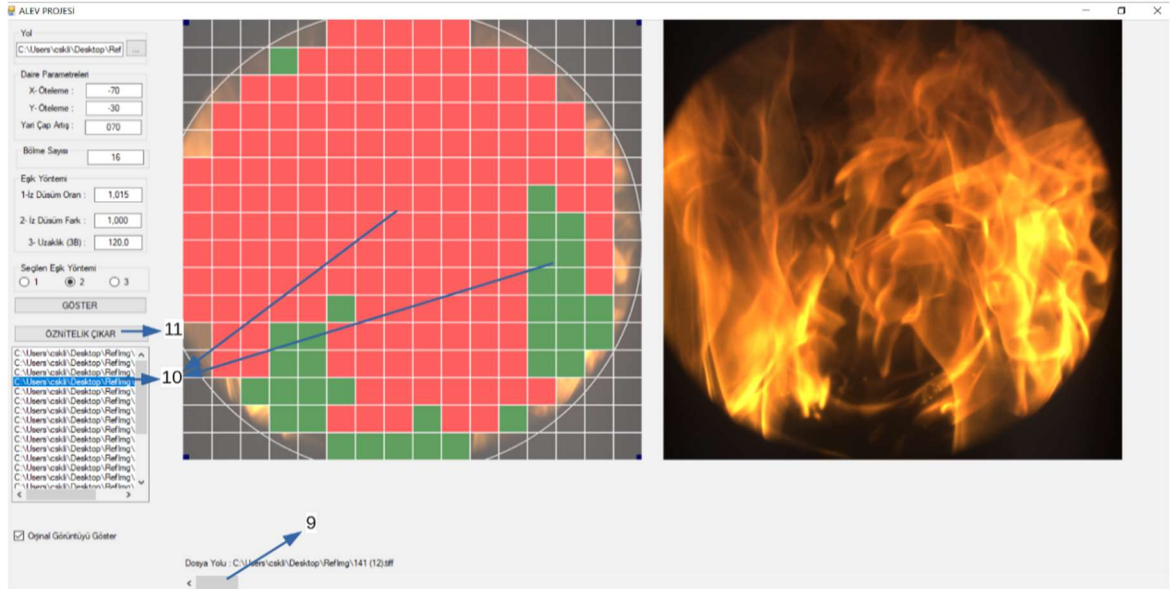 ALEV PROJESİ
Yol
C:\Users\cskli\Desktop\Ref
...
Daire Parametreleri
X- Öteleme : -70
Y- Öteleme : -30
Yarı Çap Artış : 070
Bölme Sayısı
16
Eşik Yöntemi
1-İz Düşüm Oran : 1,015
2- İz Düşüm Fark : 1,000
3- Uzaklık (3B) : 120,0
Seçilen Eşik Yöntemi
1 2 3
GÖSTER
ÖZNİTELİK ÇIKAR
11
C:\Users\cskli\Desktop\RefImg\
C:\Users\cskli\Desktop\RefImg\
C:\Users\cskli\Desktop\RefImg\
C:\Users\cskli\Desktop\RefImg\
10
C:\Users\cskli\Desktop\RefImg\
C:\Users\cskli\Desktop\RefImg\
C:\Users\cskli\Desktop\RefImg\
C:\Users\cskli\Desktop\RefImg\
C:\Users\cskli\Desktop\RefImg\
C:\Users\cskli\Desktop\RefImg\
C:\Users\cskli\Desktop\RefImg\
C:\Users\cskli\Desktop\RefImg\
C:\Users\cskli\Desktop\RefImg\
C:\Users\cskli\Desktop\RefImg\
C:\Users\cskli\Desktop\RefImg\
9
Orjinal Görüntüyü Göster
Dosya Yolu : C:\Users\cskli\Desktop\RefImg\141 (12).tiff